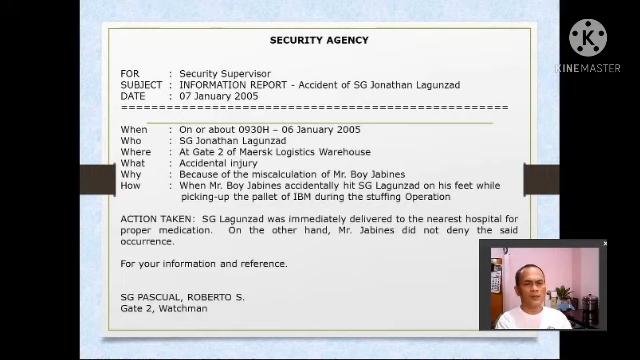 SECURITY AGENCY
FOR : Security Supervisor
SUBJECT : INFORMATION REPORT - Accident of SG Jonathan Lagunzad
DATE : 07 January 2005
==================================================
When : On or about 0930H – 06 January 2005
Who : SG Jonathan Lagunzad
Where : At Gate 2 of Maersk Logistics Warehouse
What : Accidental injury
Why : Because of the miscalculation of Mr. Boy Jabines
How : When Mr. Boy Jabines accidentally hit SG Lagunzad on his feet while
picking-up the pallet of IBM during the stuffing Operation
ACTION TAKEN: SG Lagunzad was immediately delivered to the nearest hospital for
proper medication. On the other hand, Mr. Jabines did not deny the said
occurrence.
For your information and reference.
SG PASCUAL, ROBERTO S.
Gate 2, Watchman
K
KINEMASTER